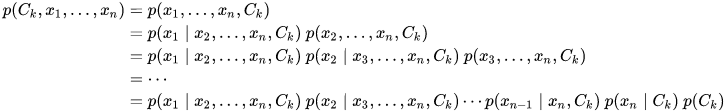 p(C_k, x_1, …, x_n) = p(x_1, …, x_n, C_k)
= p(x_1 ∣ x_2, …, x_n, C_k) p(x_2, …, x_n, C_k)
= p(x_1 ∣ x_2, …, x_n, C_k) p(x_2 ∣ x_3, …, x_n, C_k) p(x_3, …, x_n, C_k)
= ⋯
= p(x_1 ∣ x_2, …, x_n, C_k) p(x_2 ∣ x_3, …, x_n, C_k) ⋯ p(x_{n−1} ∣ x_n, C_k) p(x_n ∣ C_k) p(C_k)